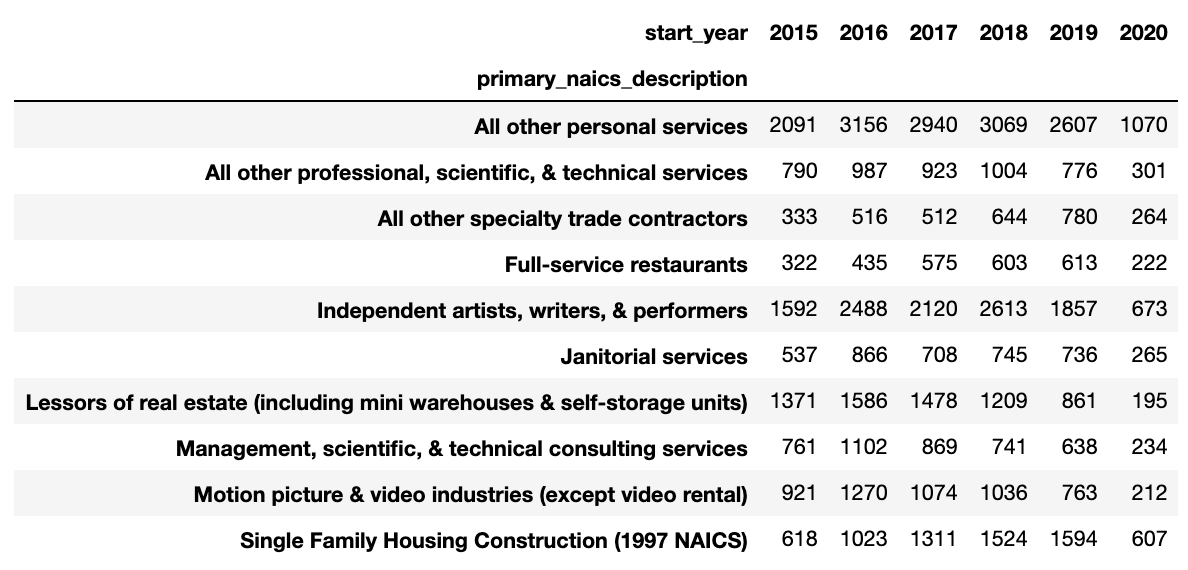 start_year 2015 2016 2017 2018 2019 2020
primary_naics_description
All other personal services 2091 3156 2940 3069 2607 1070
All other professional, scientific, & technical services 790 987 923 1004 776 301
All other specialty trade contractors 333 516 512 644 780 264
Full-service restaurants 322 435 575 603 613 222
Independent artists, writers, & performers 1592 2488 2120 2613 1857 673
Janitorial services 537 866 708 745 736 265
Lessors of real estate (including mini warehouses & self-storage units) 1371 1586 1478 1209 861 195
Management, scientific, & technical consulting services 761 1102 869 741 638 234
Motion picture & video industries (except video rental) 921 1270 1074 1036 763 212
Single Family Housing Construction (1997 NAICS) 618 1023 1311 1524 1594 607